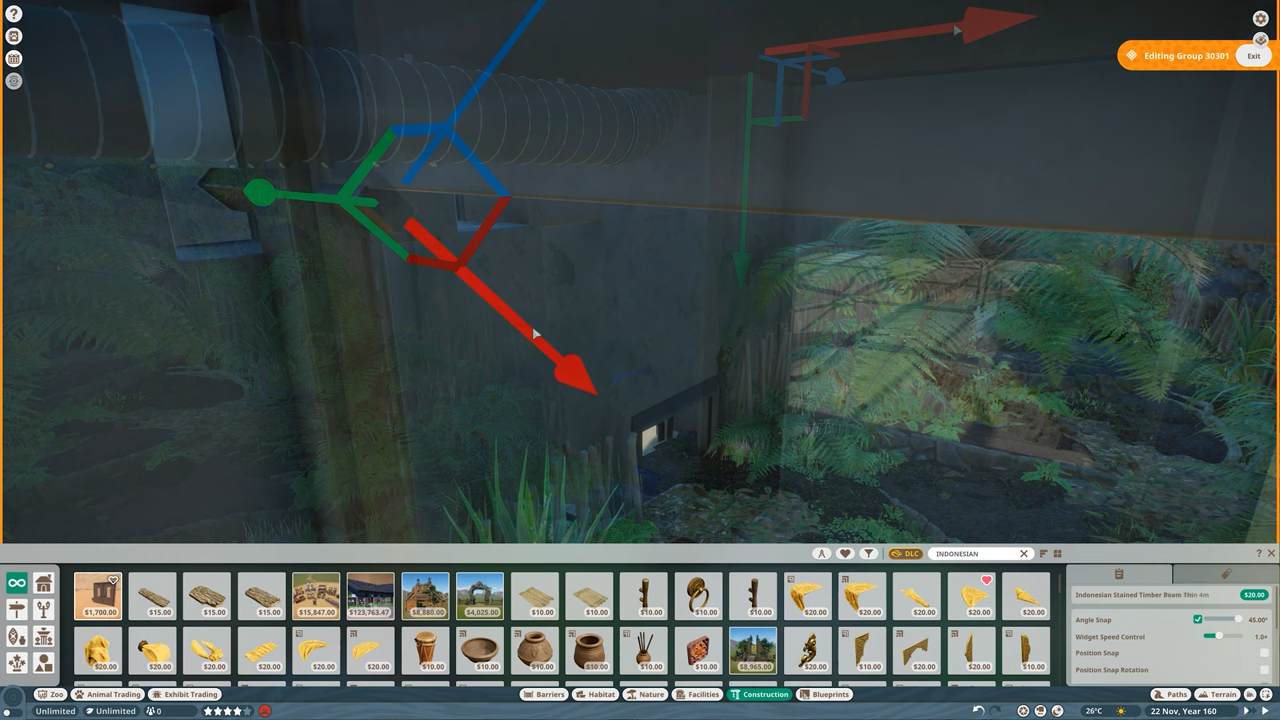 Editing Group 30301
Exit
DLC
INDONESIAN
$1,700.00
$15.00
$15.00
$15.00
$15,847.00
$123,763.47
$8,880.00
$4,025.00
$10.00
$10.00
$10.00
$10.00
$10.00
$20.00
$20.00
$20.00
$20.00
$20.00
$20.00
$20.00
$20.00
$20.00
$20.00
$20.00
$10.00
$10.00
$10.00
$10.00
$10.00
$8,965.00
$20.00
$10.00
$20.00
$20.00
$10.00
Indonesian Stained Timber Beam Thin 4m
$20.00
Angle Snap
45.00°
Widget Speed Control
1.0×
Position Snap
Position Snap Rotation
Zoo
Animal Trading
Exhibit Trading
Barriers
Habitat
Nature
Facilities
Construction
Blueprints
Paths
Terrain
Unlimited
Unlimited
0
26°C
22 Nov, Year 160